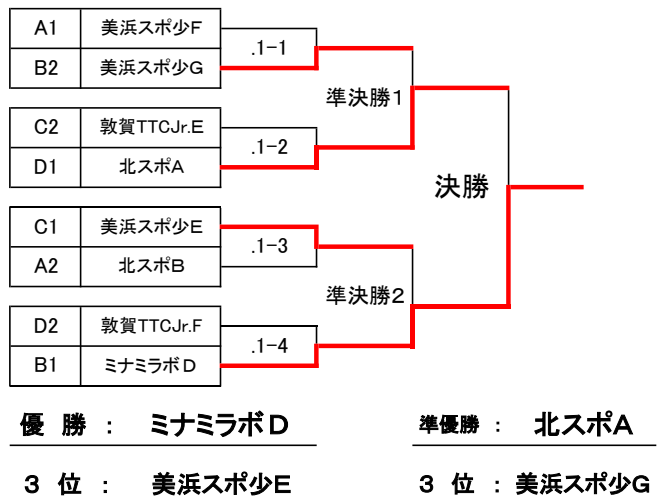 A1 美浜スポ少F
.1-1
B2 美浜スポ少G
準決勝1
C2 敦賀TTCJr.E
.1-2
D1 北スポA
決勝
C1 美浜スポ少E
.1-3
A2 北スポB
準決勝2
D2 敦賀TTCJr.F
.1-4
B1 ミナミラボD
優 勝 : ミナミラボD 準優勝 : 北スポA
3 位 : 美浜スポ少E 3 位 : 美浜スポ少G